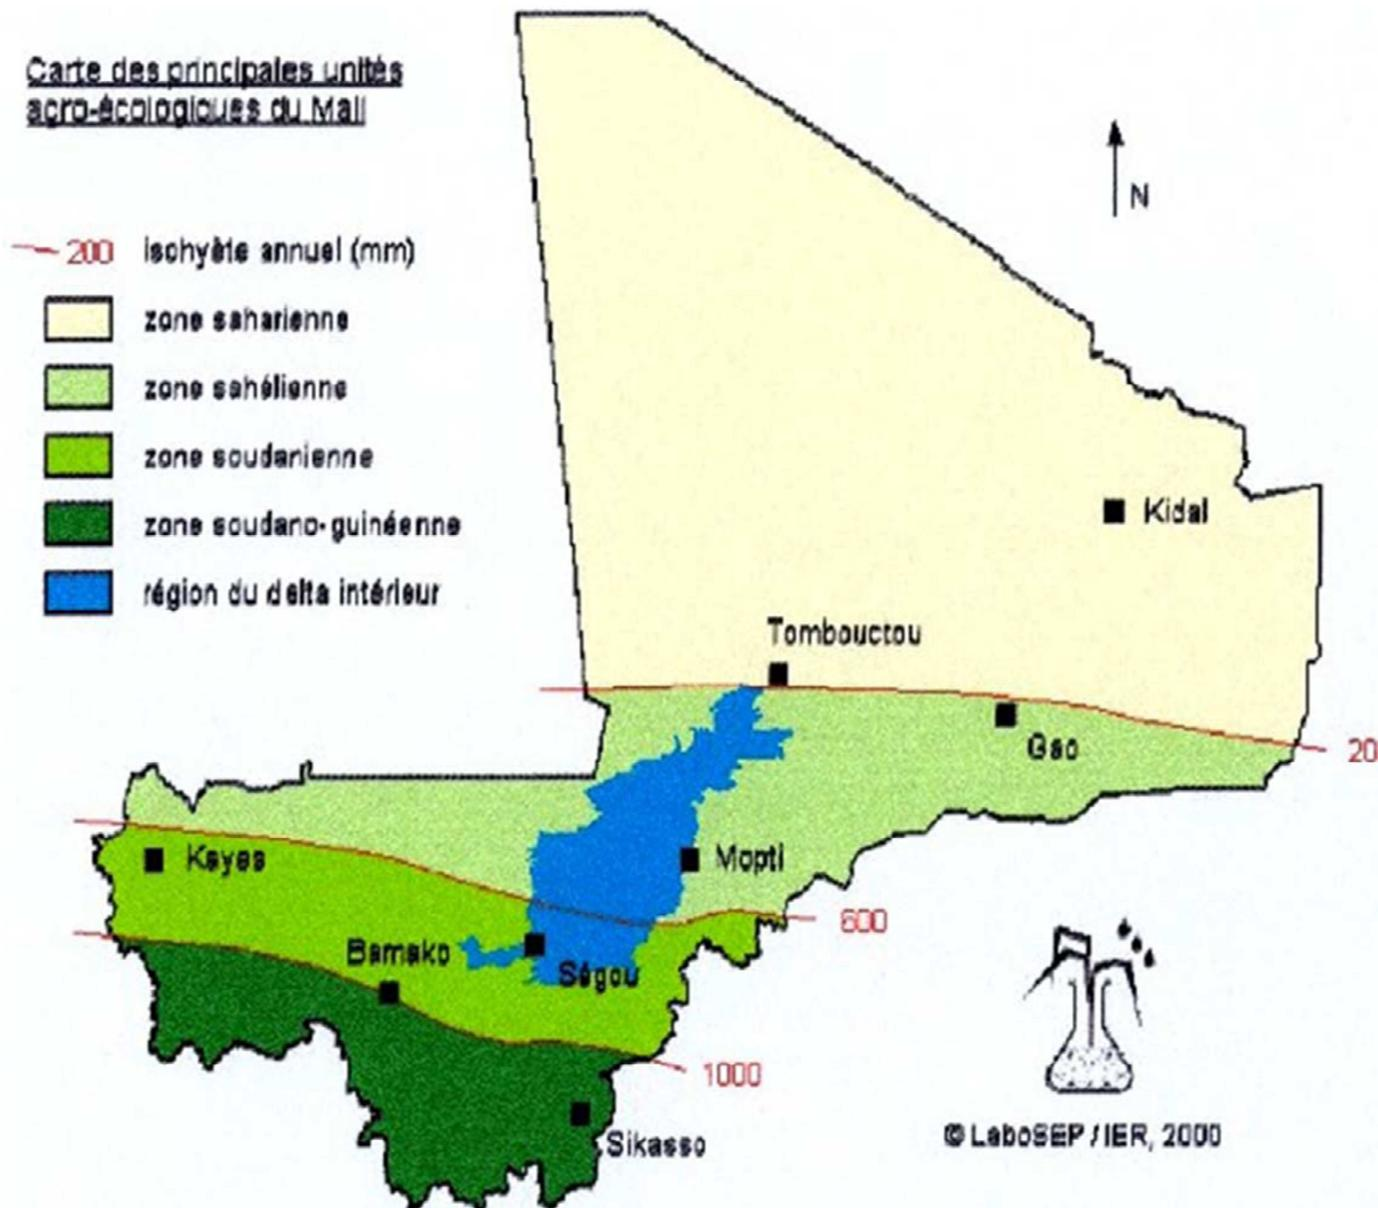 Carte des principales unités
agro-écologiques du Mali
200 isohyète annuel (mm)
zone saharienne
zone sahélienne
zone soudanienne
zone soudano-guinéenne
région du delta intérieur
N
Kidal
Tombouctou
Gao
20
Kayes
Mopti
600
Bamako
Ségou
1000
Sikasso
© LaboSEP / IER, 2000